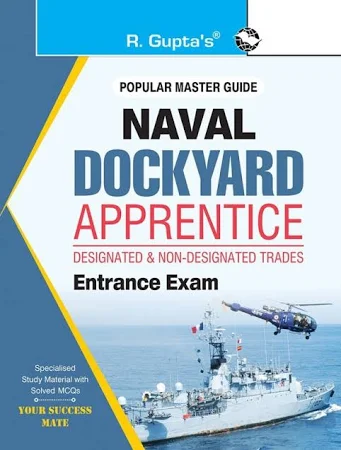 R. Gupta's®
POPULAR MASTER GUIDE
NAVAL
DOCKYARD
APPRENTICE
DESIGNATED & NON-DESIGNATED TRADES
Entrance Exam
Specialised
Study Material with
Solved MCQs
YOUR SUCCESS
MATE